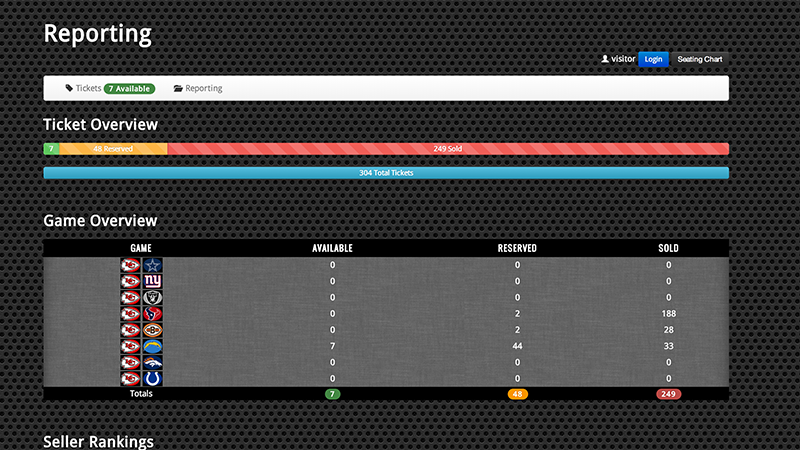 Reporting
visitor Login Seating Chart
Tickets 7 Available Reporting
Ticket Overview
7 48 Reserved 249 Sold
304 Total Tickets
Game Overview
GAME AVAILABLE RESERVED SOLD
0 0 0
ny 0 0 0
0 0 0
0 2 188
0 2 28
7 44 33
0 0 0
0 0 0
Totals 7 48 249
Seller Rankings